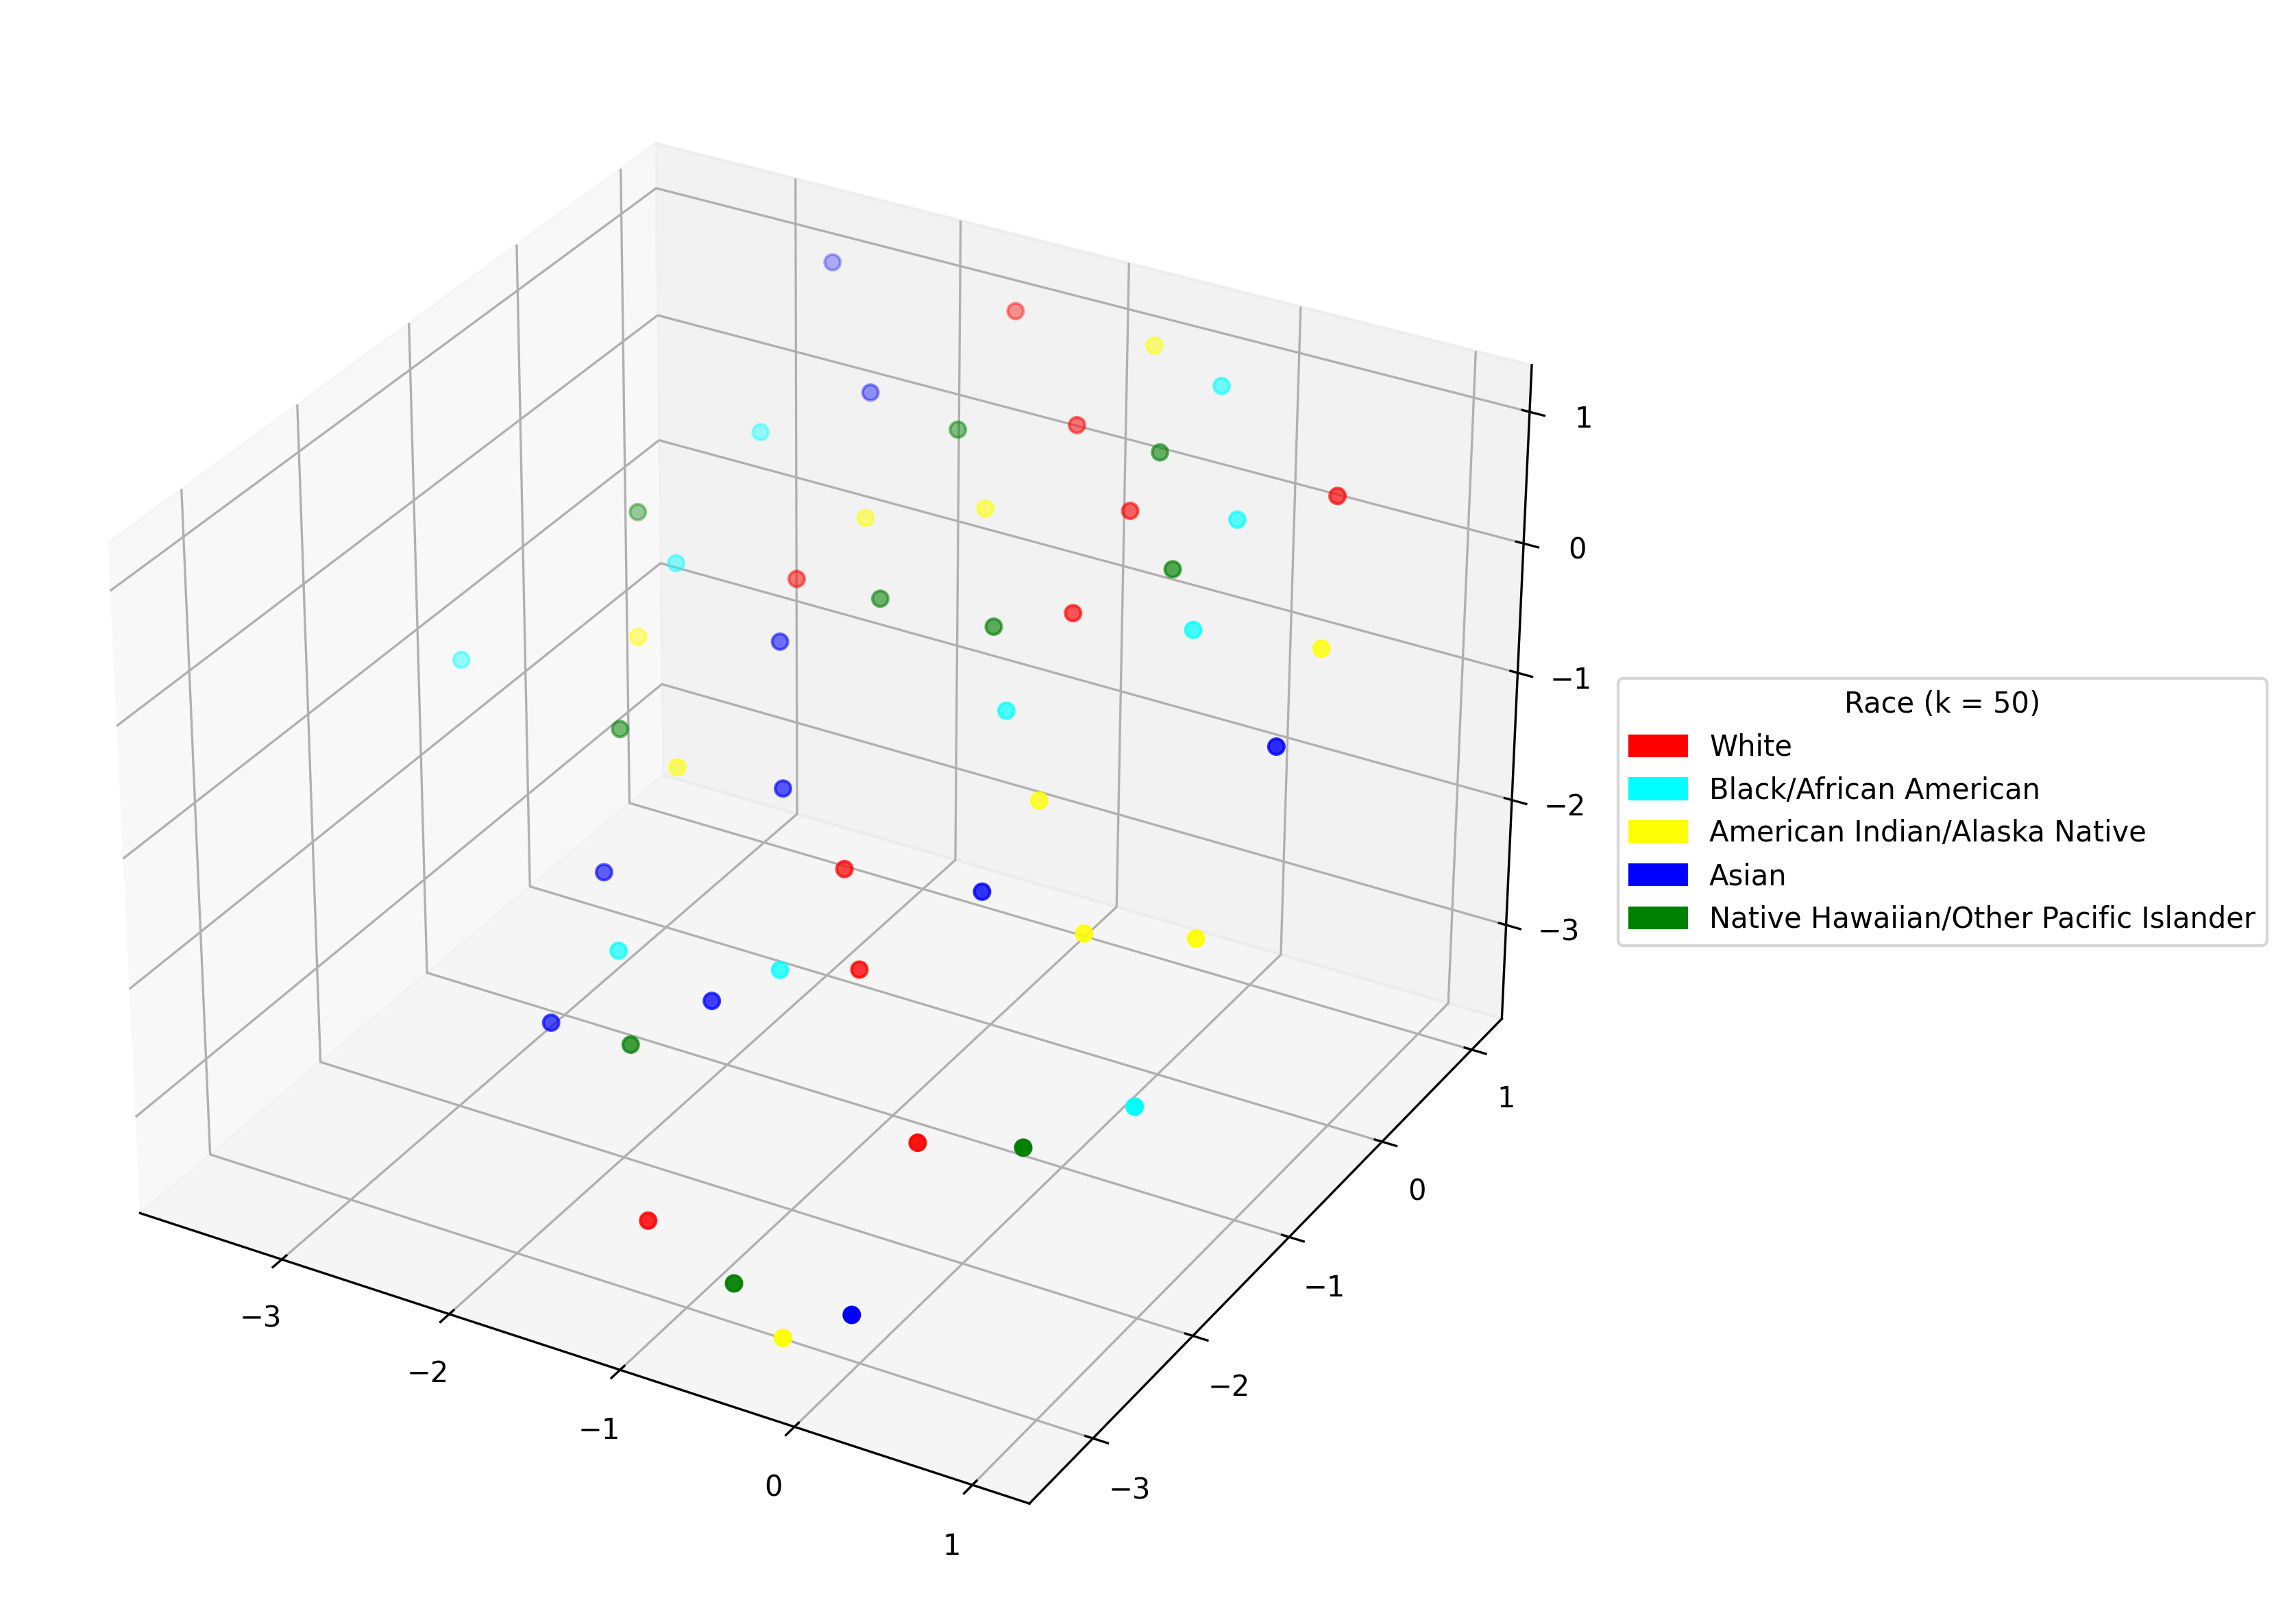 1
0
−1
−2
−3
Race (k = 50)
White
Black/African American
American Indian/Alaska Native
Asian
Native Hawaiian/Other Pacific Islander
1
0
−1
−2
−3
−3
−2
−1
0
1